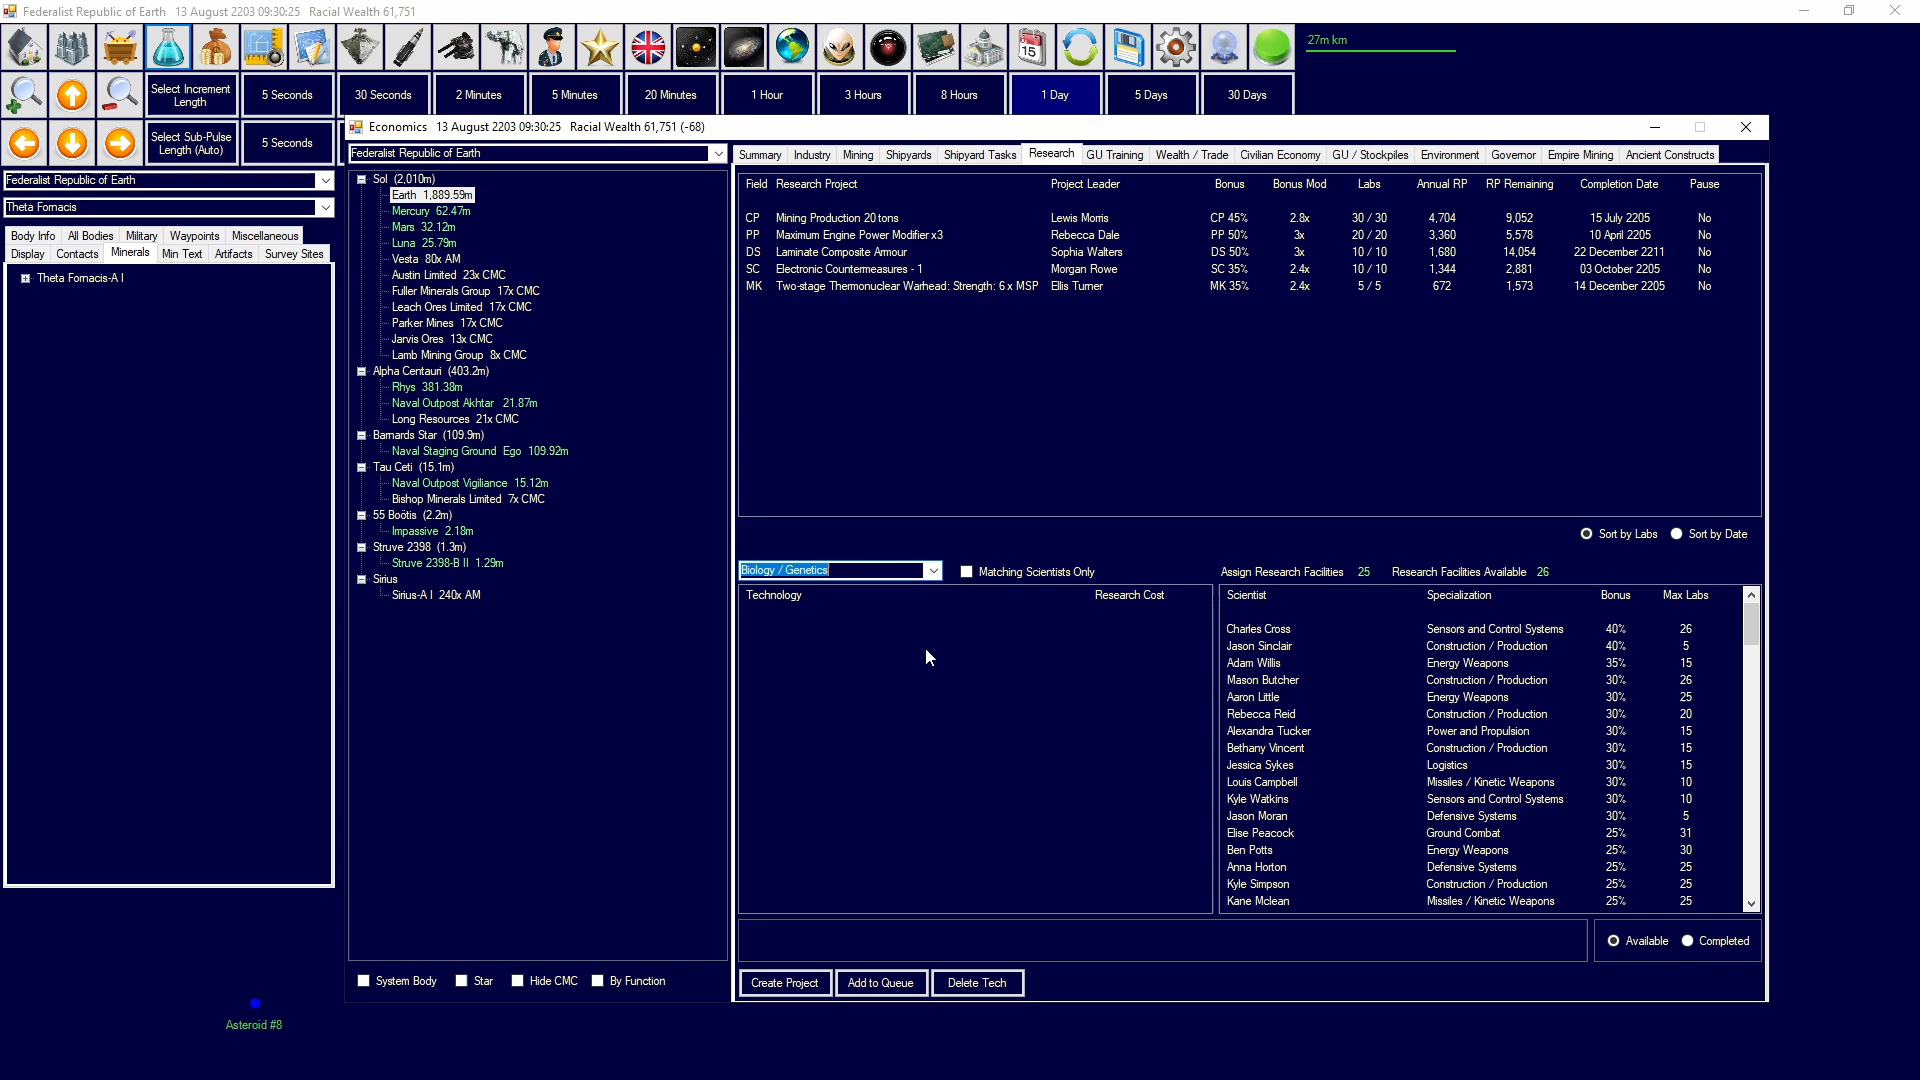 Federalist Republic of Earth   13 August 2203 09:30:25   Racial Wealth 61,751
27m km
Select Increment Length
5 Seconds
30 Seconds
2 Minutes
5 Minutes
20 Minutes
1 Hour
3 Hours
8 Hours
1 Day
5 Days
30 Days
Select Sub-Pulse Length (Auto)
5 Seconds
Federalist Republic of Earth
Theta Fornacis
Body Info   All Bodies   Military   Waypoints   Miscellaneous
Display   Contacts   Minerals   Min Text   Artifacts   Survey Sites
Theta Fornacis-A I
Asteroid #8
Economics   13 August 2203 09:30:25   Racial Wealth 61,751 (-68)
Federalist Republic of Earth
Sol (2,010m)
Earth 1,889.59m
Mercury 62.47m
Mars 32.12m
Luna 25.79m
Vesta 80x AM
Austin Limited 23x CMC
Fuller Minerals Group 17x CMC
Leach Ores Limited 17x CMC
Parker Mines 17x CMC
Jarvis Ores 13x CMC
Lamb Mining Group 8x CMC
Alpha Centauri (403.2m)
Rhys 381.38m
Naval Outpost Akhtar 21.87m
Long Resources 21x CMC
Barnards Star (109.9m)
Naval Staging Ground Ego 109.92m
Tau Ceti (15.1m)
Naval Outpost Vigiliance 15.12m
Bishop Minerals Limited 7x CMC
55 Boötis (2.2m)
Impassive 2.18m
Struve 2398 (1.3m)
Struve 2398-B II 1.29m
Sirius
Sirius-A I 240x AM
System Body   Star   Hide CMC   By Function
Summary   Industry   Mining   Shipyards   Shipyard Tasks   Research   GU Training   Wealth / Trade   Civilian Economy   GU / Stockpiles   Environment   Governor   Empire Mining   Ancient Constructs
Field   Research Project   Project Leader   Bonus   Bonus Mod   Labs   Annual RP   RP Remaining   Completion Date   Pause
CP   Mining Production 20 tons   Lewis Morris   CP 45%   2.8x   30 / 30   4,704   9,052   15 July 2205   No
PP   Maximum Engine Power Modifier x3   Rebecca Dale   PP 50%   3x   20 / 20   3,360   5,578   10 April 2205   No
DS   Laminate Composite Armour   Sophia Walters   DS 50%   3x   10 / 10   1,680   14,054   22 December 2211   No
SC   Electronic Countermeasures - 1   Morgan Rowe   SC 35%   2.4x   10 / 10   1,344   2,881   03 October 2205   No
MK   Two-stage Thermonuclear Warhead: Strength: 6 x MSP   Ellis Turner   MK 35%   2.4x   5 / 5   672   1,573   14 December 2205   No
Sort by Labs   Sort by Date
Biology / Genetics   Matching Scientists Only   Assign Research Facilities 25   Research Facilities Available 26
Technology   Research Cost
Scientist   Specialization   Bonus   Max Labs
Charles Cross   Sensors and Control Systems   40%   26
Jason Sinclair   Construction / Production   40%   5
Adam Willis   Energy Weapons   35%   15
Mason Butcher   Construction / Production   30%   26
Aaron Little   Energy Weapons   30%   25
Rebecca Reid   Construction / Production   30%   20
Alexandra Tucker   Power and Propulsion   30%   15
Bethany Vincent   Construction / Production   30%   15
Jessica Sykes   Logistics   30%   15
Louis Campbell   Missiles / Kinetic Weapons   30%   10
Kyle Watkins   Sensors and Control Systems   30%   10
Jason Moran   Defensive Systems   30%   5
Elise Peacock   Ground Combat   25%   31
Ben Potts   Energy Weapons   25%   30
Anna Horton   Defensive Systems   25%   25
Kyle Simpson   Construction / Production   25%   25
Kane Mclean   Missiles / Kinetic Weapons   25%   25
Available   Completed
Create Project   Add to Queue   Delete Tech
15